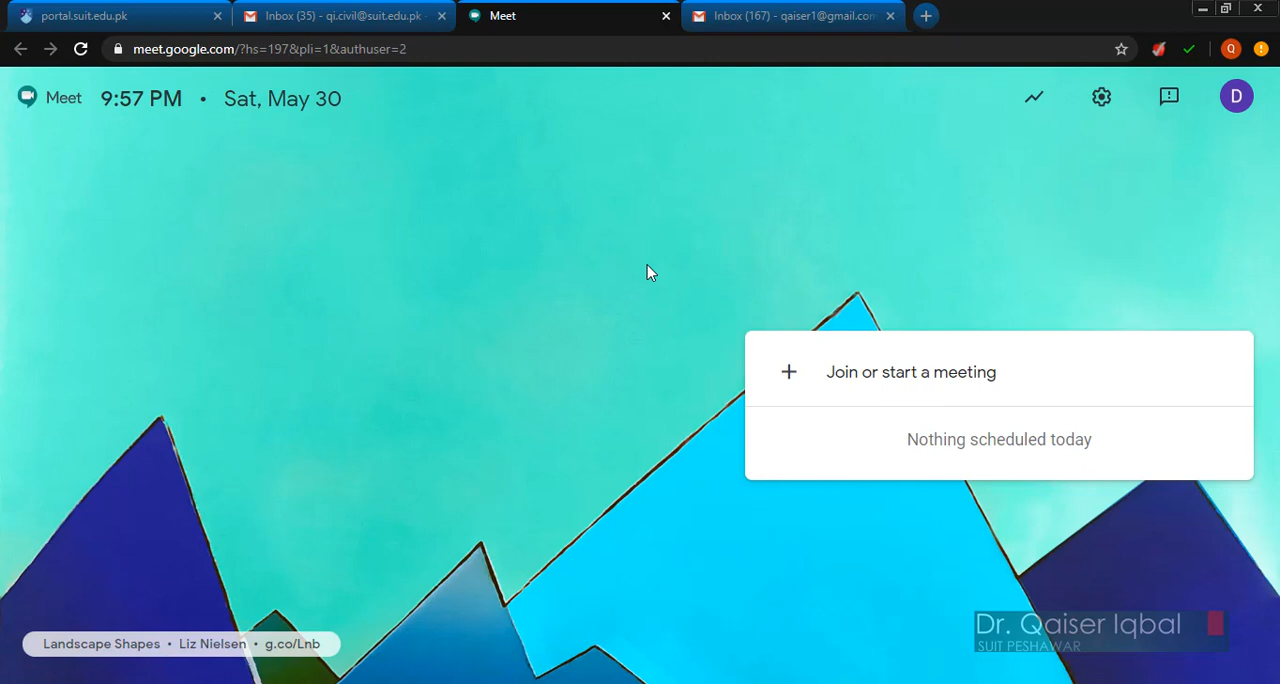 portal.suit.edu.pk
Inbox (35) - qi.civil@suit.edu.pk -
Meet
Inbox (167) - qaiser1@gmail.com
meet.google.com/?hs=197&pli=1&authuser=2
Q
Meet 9:57 PM • Sat, May 30
D
Join or start a meeting
Nothing scheduled today
Landscape Shapes • Liz Nielsen • g.co/Lnb
Dr. Qaiser Iqbal
SUIT PESHAWAR